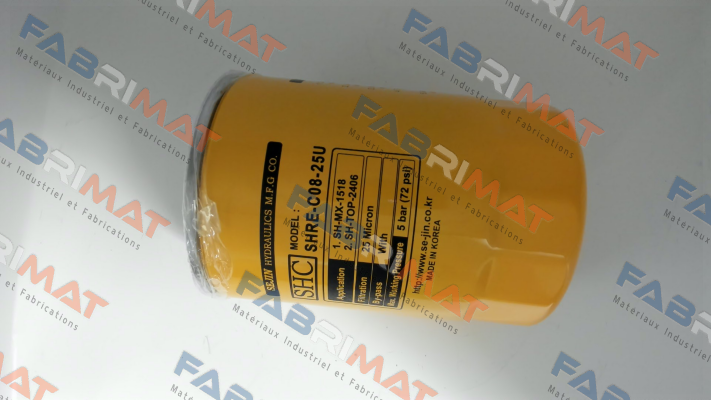 SEJIN HYDRAULICS M.F.G CO.
SHC
MODEL :
SHRE-C08-25U
Application
1. SH-MX-1518
2. SH-TOP-2406
Filtration
25 Micron
Bypass
With
Working Pressure
5 bar (72 psi)
http://www.se-jin.co.kr
MADE IN KOREA
FABRIMAT
Matériaux Industriel et Fabrications